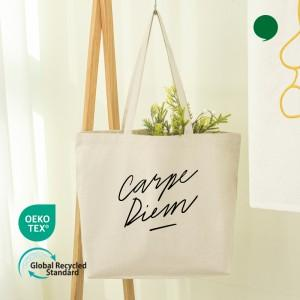 Carpe
Diem
OEKO
TEX®
Global Recycled
Standard